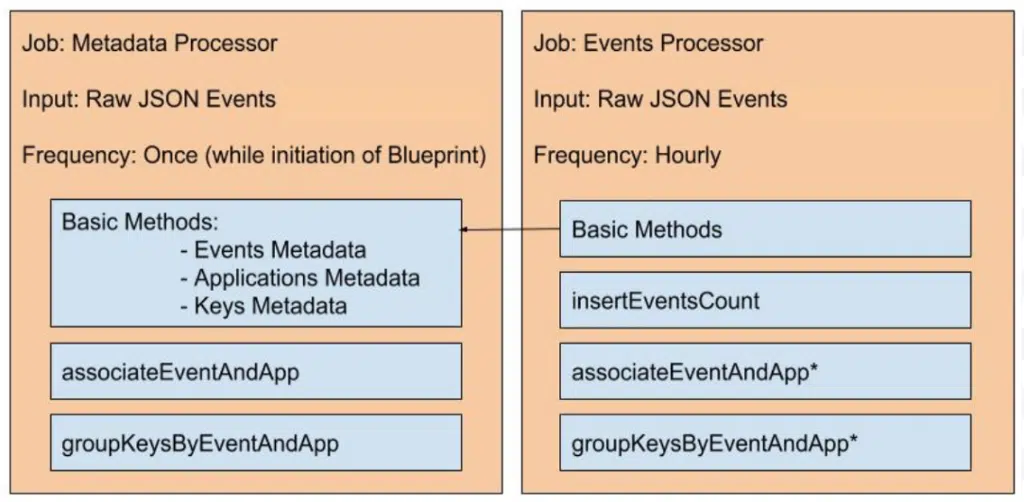 Job: Metadata Processor
Input: Raw JSON Events
Frequency: Once (while initiation of Blueprint)
Basic Methods:
- Events Metadata
- Applications Metadata
- Keys Metadata
associateEventAndApp
groupKeysByEventAndApp
Job: Events Processor
Input: Raw JSON Events
Frequency: Hourly
Basic Methods
insertEventsCount
associateEventAndApp*
groupKeysByEventAndApp*